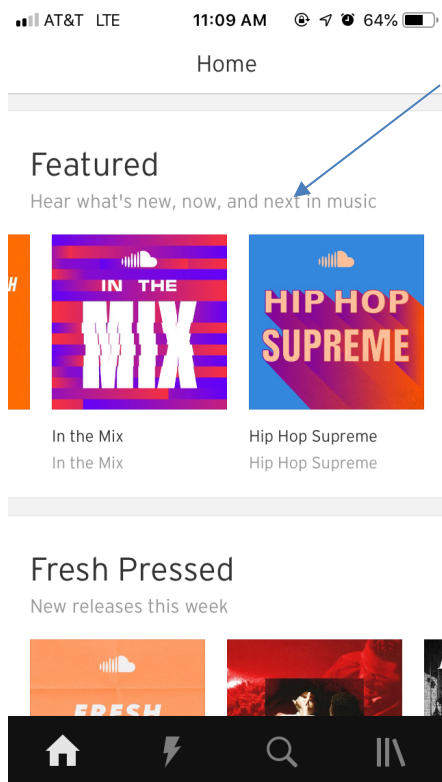 AT&T LTE 11:09 AM 64%
Home
Featured
Hear what's new, now, and next in music
H
IN THE
MIX
HIP HOP
SUPREME
In the Mix
Hip Hop Supreme
In the Mix
Hip Hop Supreme
Fresh Pressed
New releases this week
FRESH